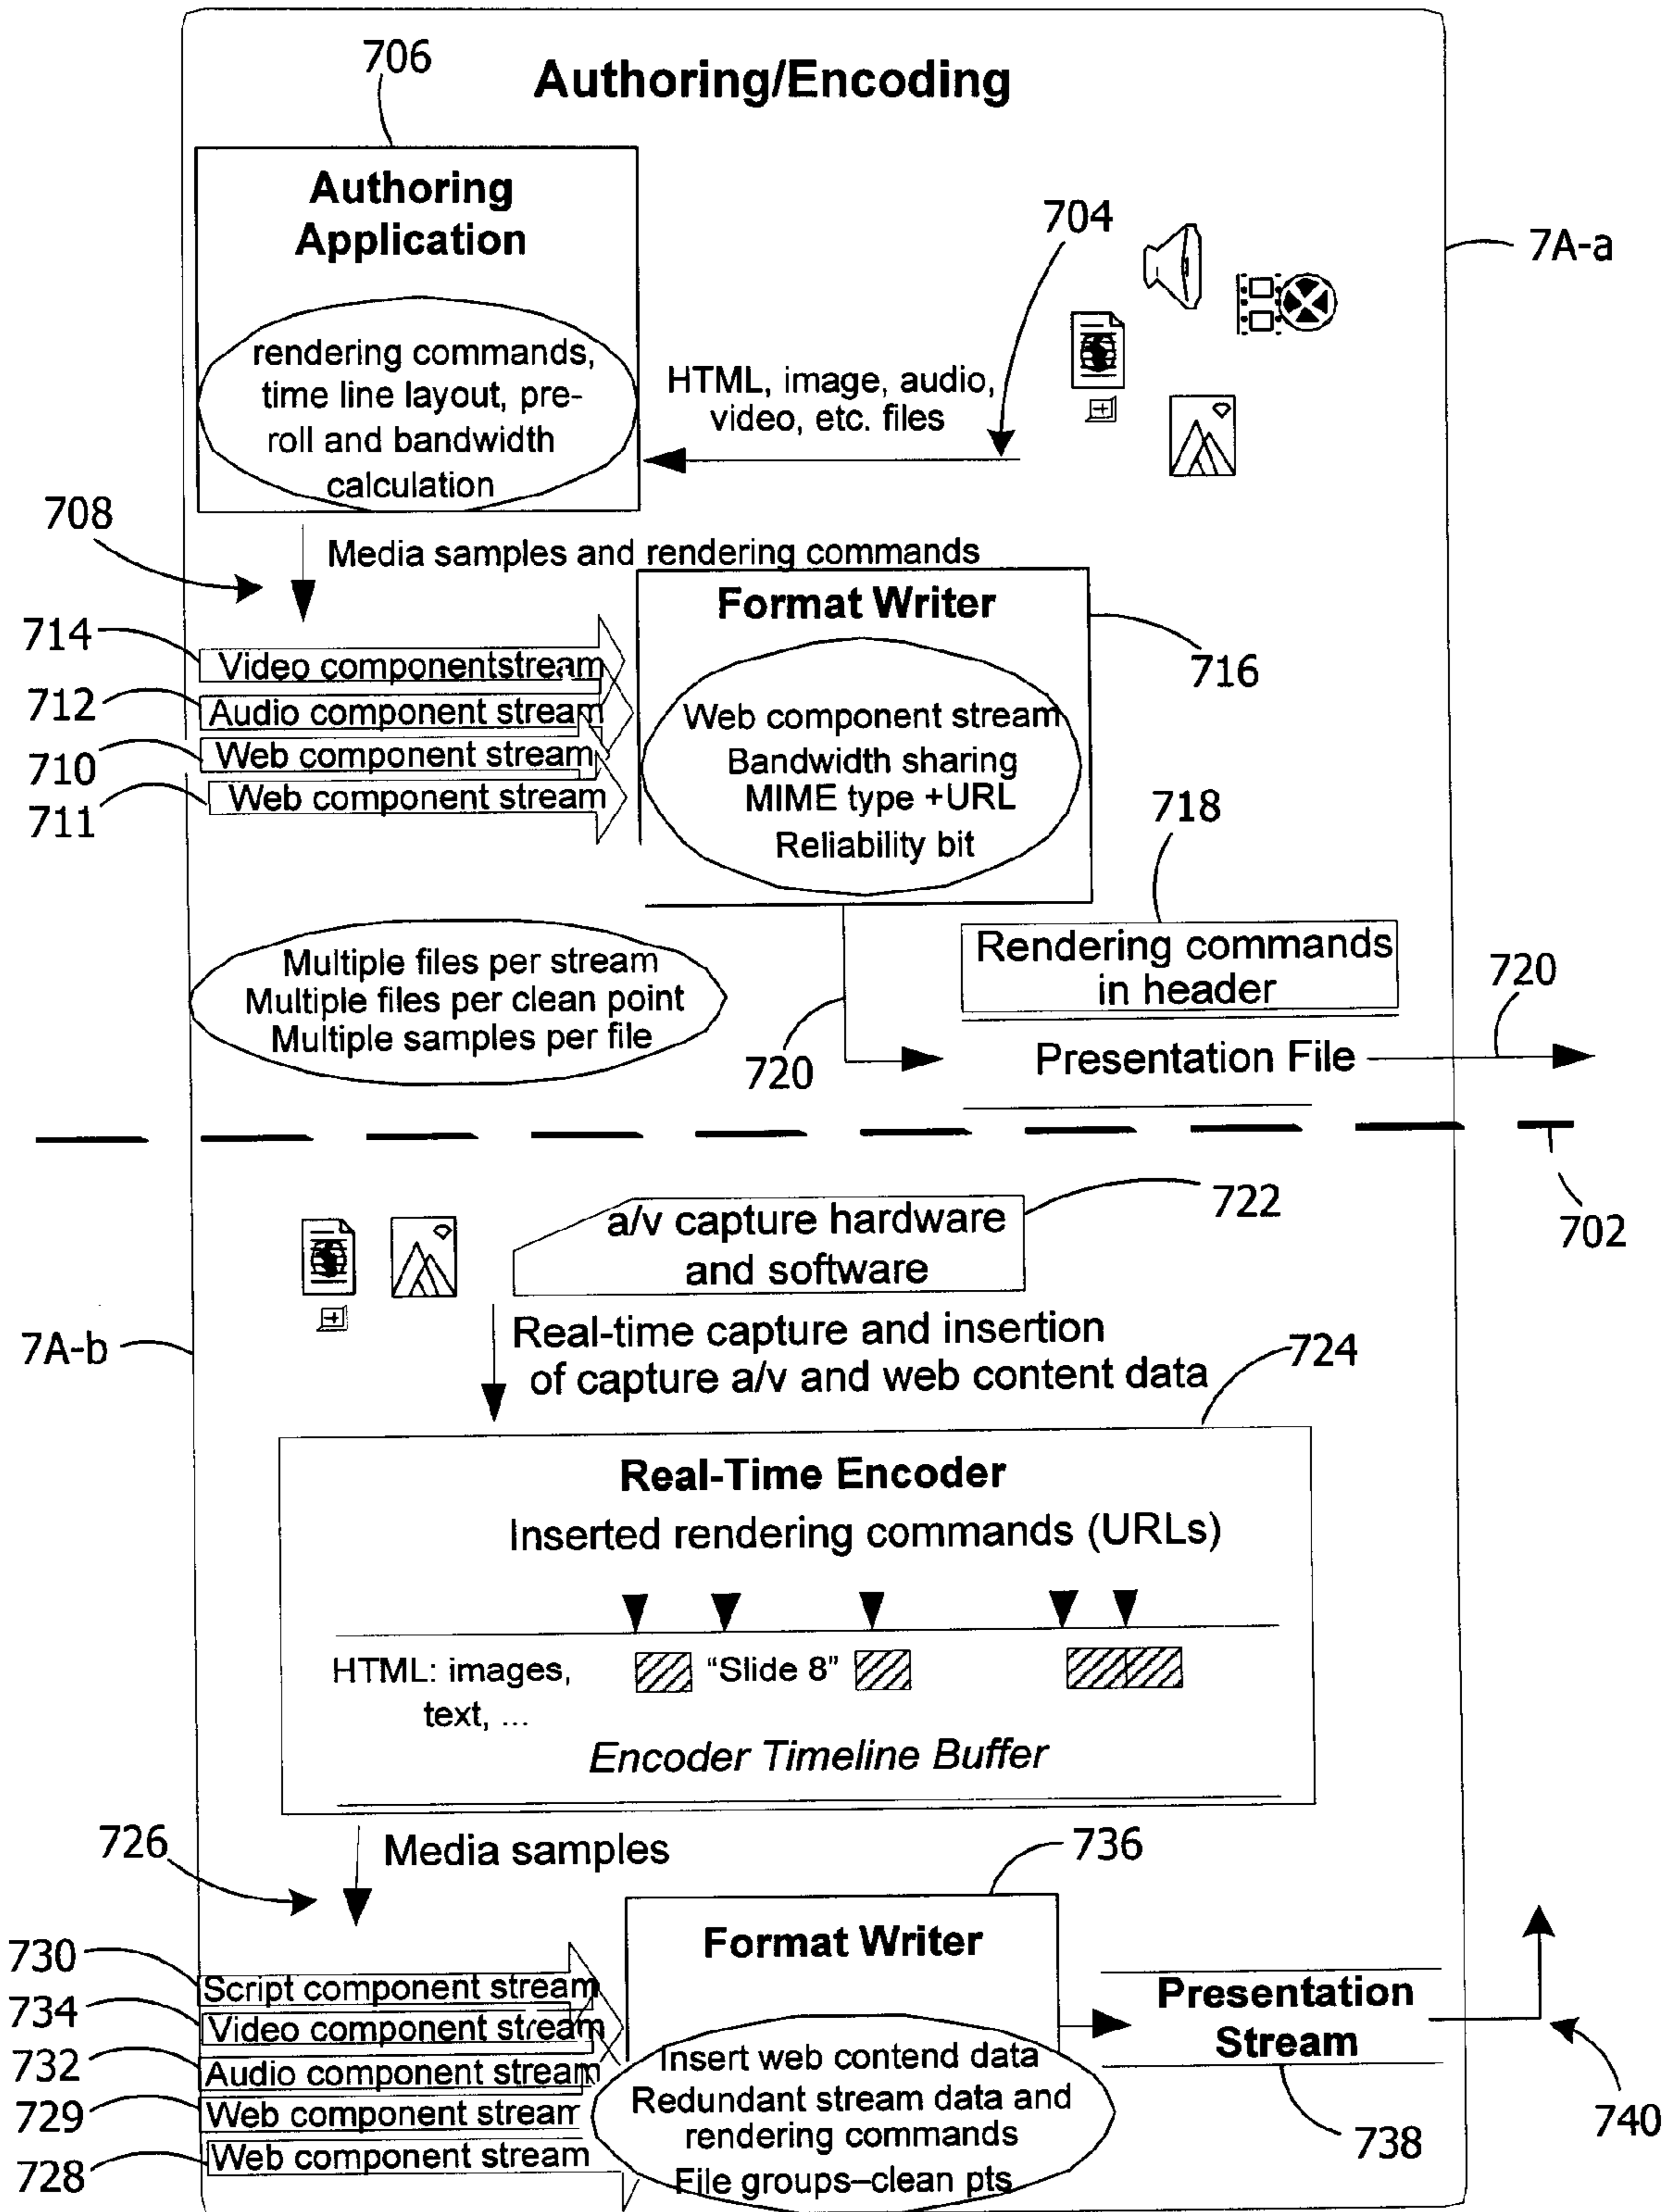 706
Authoring/Encoding
Authoring
Application
704
7A-a
rendering commands,
time line layout, pre-
roll and bandwidth
calculation
HTML, image, audio,
video, etc. files
708
Media samples and rendering commands
Format Writer
714
Video componentstream
716
712
Audio component stream
Web component stream
710
Web component stream
Bandwidth sharing
MIME type +URL
711
Web component stream
718
Reliability bit
Rendering commands
in header
Multiple files per stream
Multiple files per clean point
Multiple samples per file
720
720
Presentation File
722
a/v capture hardware
and software
702
7A-b
Real-time capture and insertion
of capture a/v and web content data
724
Real-Time Encoder
Inserted rendering commands (URLs)
HTML: images,
text, ...
“Slide 8”
Encoder Timeline Buffer
726
Media samples
736
Format Writer
730
Script component stream
734
Video component stream
732
Audio component stream
729
Web component stream
728
Web component stream
Insert web contend data
Redundant stream data and
rendering commands
File groups–clean pts
Presentation
Stream
738
740